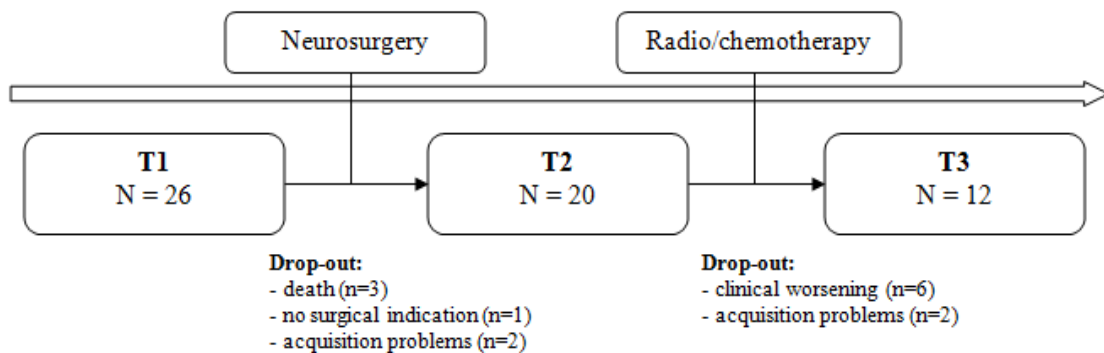 Neurosurgery
Radio/chemotherapy
T1
N = 26
T2
N = 20
T3
N = 12
Drop-out:
- death (n=3)
- no surgical indication (n=1)
- acquisition problems (n=2)
Drop-out:
- clinical worsening (n=6)
- acquisition problems (n=2)